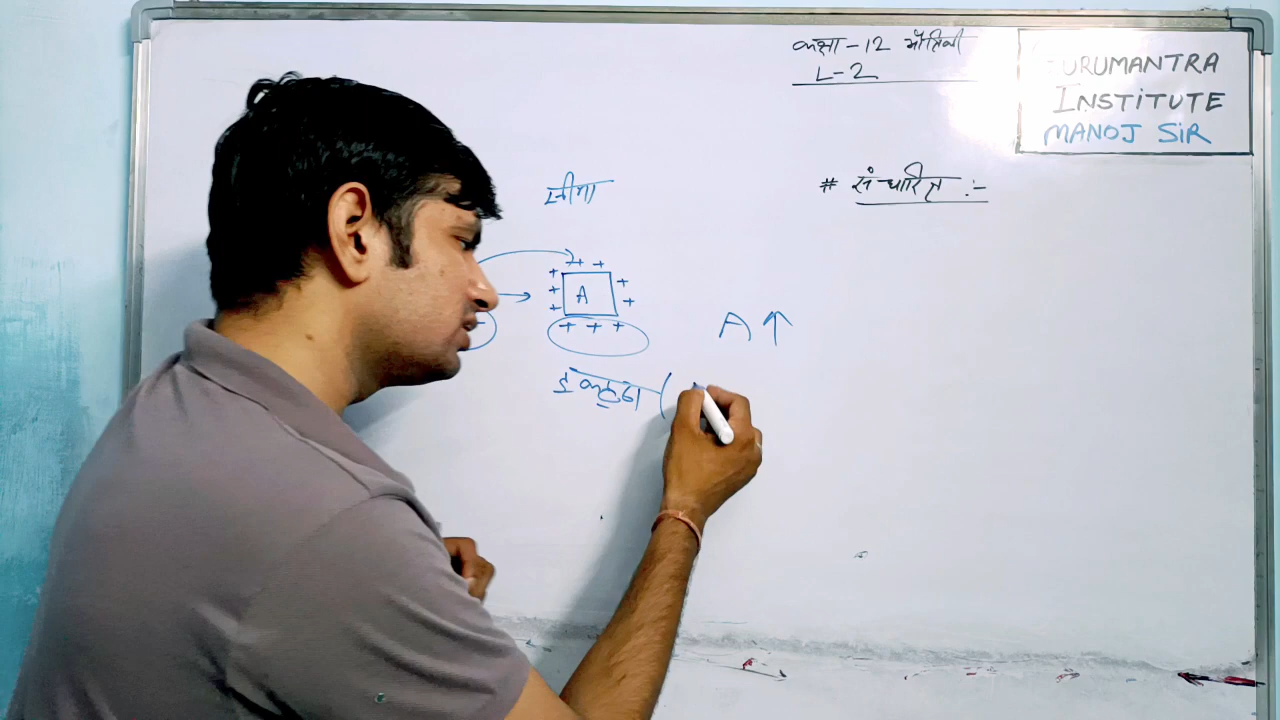 कक्षा - 12 भौतिकी
L-2
URUMANTRA
INSTITUTE
MANOJ SIR
# संधारित्र :-
सीमा
+ + +
+ +
+ A +
+
+ + +
A ↑
इकट्ठा (